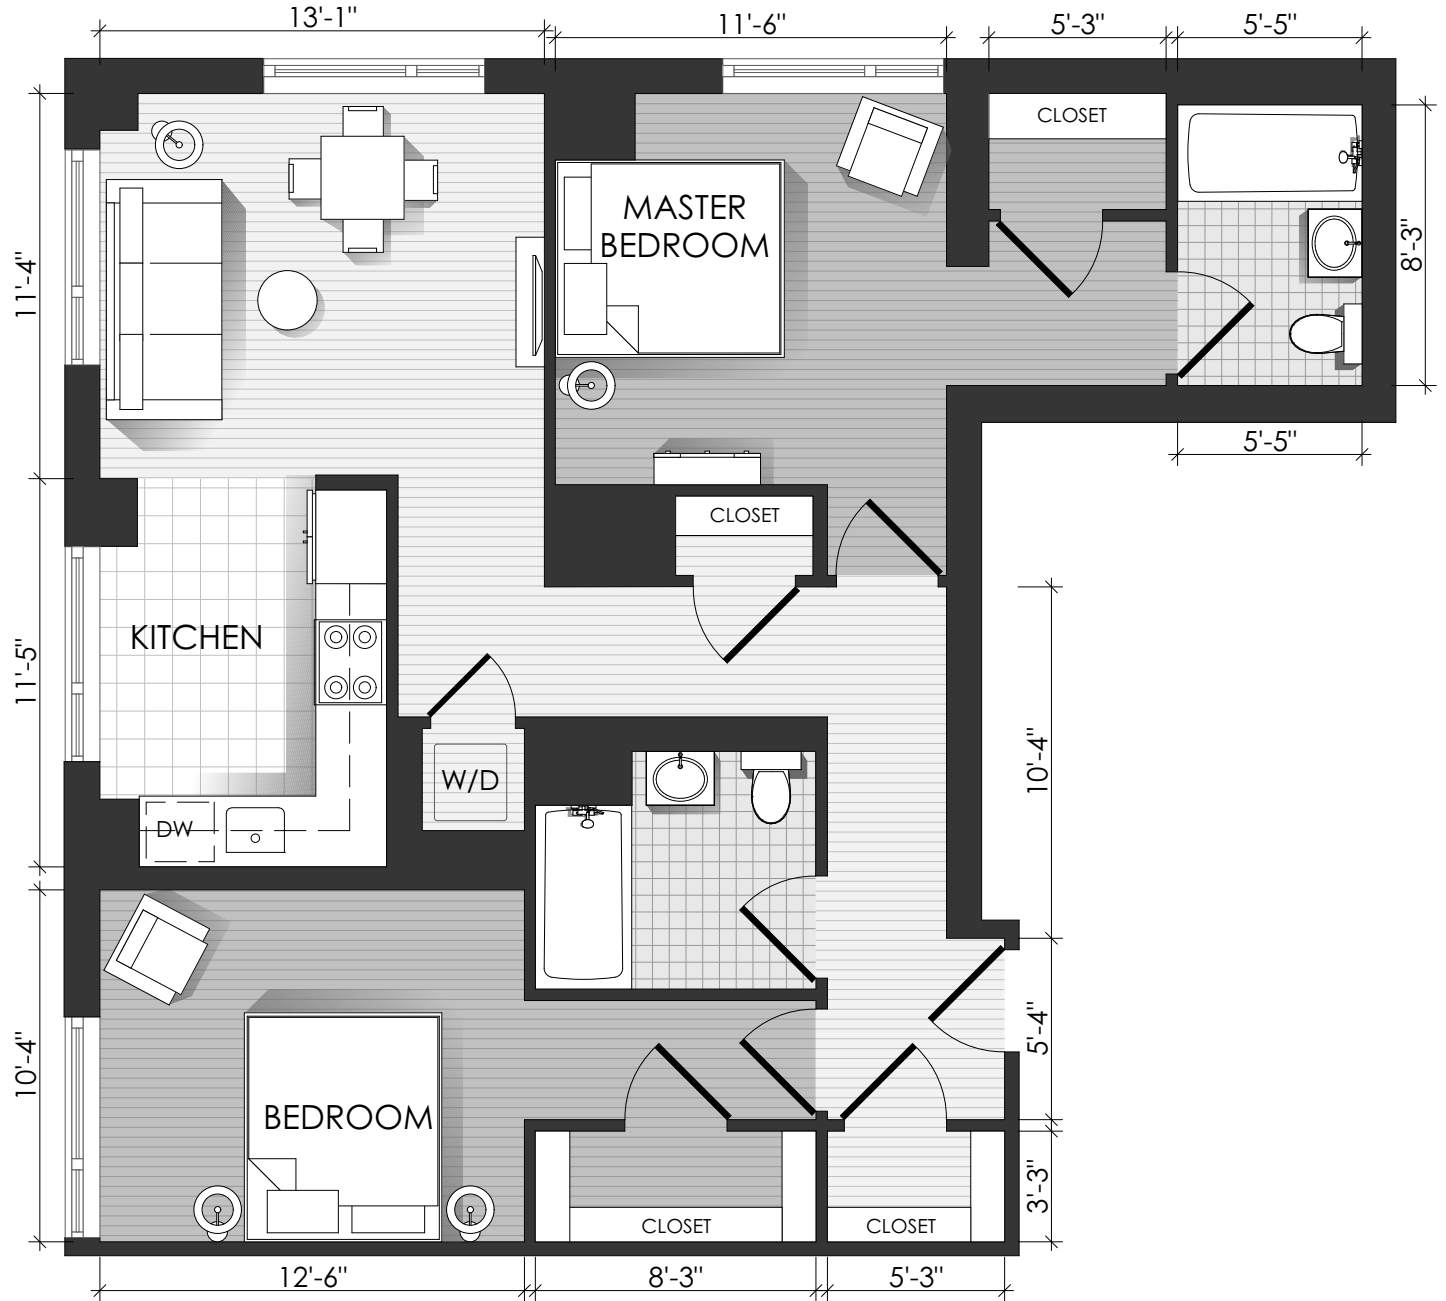 13'-1"
11'-6"
5'-3"
5'-5"
CLOSET
MASTER
BEDROOM
11'-4"
8'-3"
5'-5"
CLOSET
KITCHEN
11'-5"
W/D
10'-4"
DW
10'-4"
5'-4"
BEDROOM
3'-3"
CLOSET
CLOSET
12'-6"
8'-3"
5'-3"